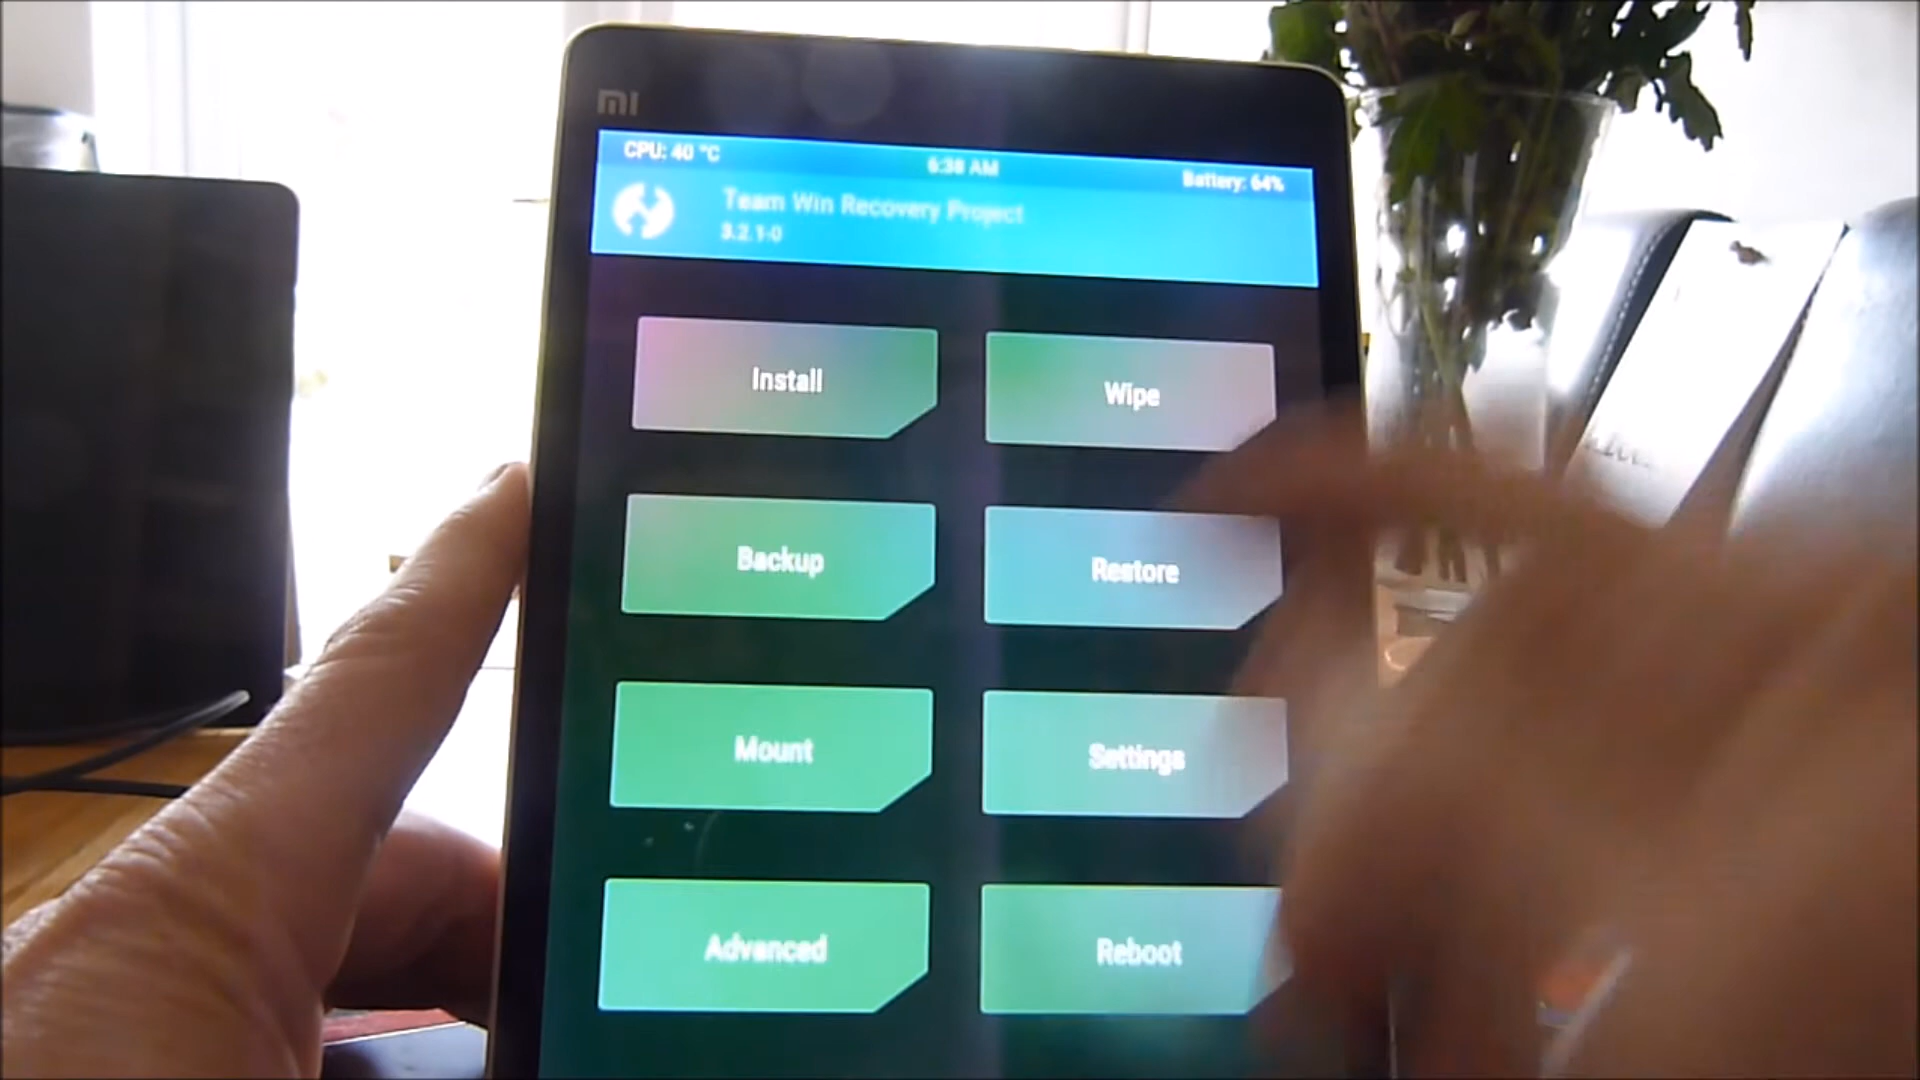 MI
CPU: 40 °C
6:38 AM
Battery: 64%
Team Win Recovery Project
3.2.1-0
Install
Wipe
Backup
Restore
Mount
Settings
Advanced
Reboot